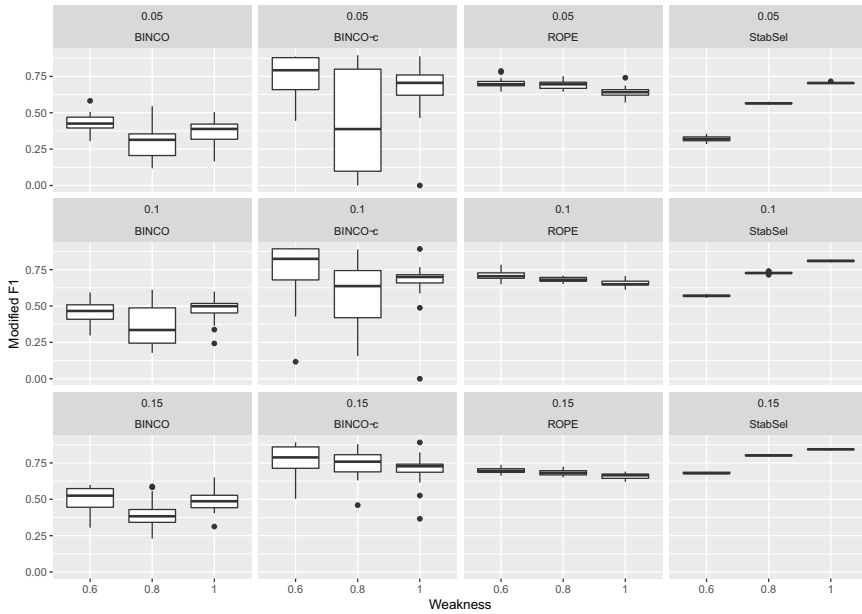 0.05 0.05 0.05 0.05
BINCO BINCO-c ROPE StabSel
0.75
0.50
0.25
0.00
0.1 0.1 0.1 0.1
BINCO BINCO-c ROPE StabSel
0.75
0.50
0.25
0.00
0.15 0.15 0.15 0.15
BINCO BINCO-c ROPE StabSel
0.75
0.50
0.25
0.00
0.6 0.8 1 0.6 0.8 1 0.6 0.8 1 0.6 0.8 1
Weakness
Modified F1